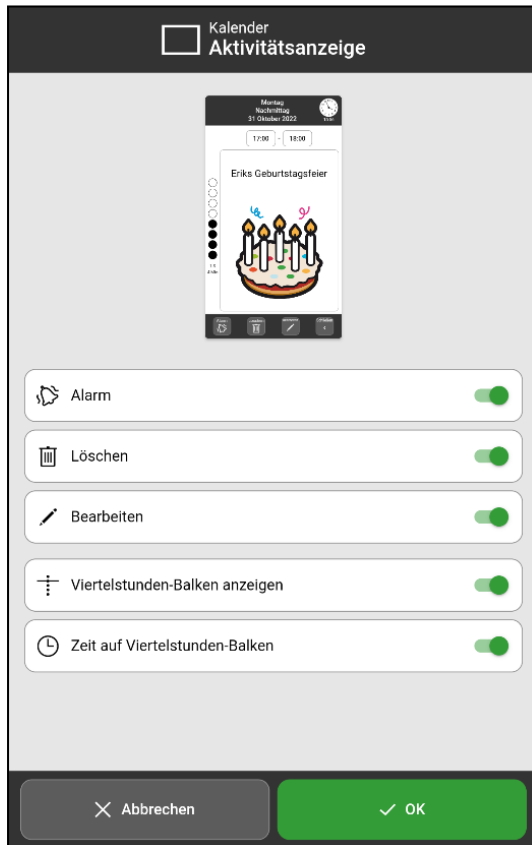 Kalender
Aktivitätsanzeige
Montag
Nachmittag
31 Oktober 2022
17:00 - 18:00
Eriks Geburtstagsfeier
Alarm
Löschen
Bearbeiten
Viertelstunden-Balken anzeigen
Zeit auf Viertelstunden-Balken
Abbrechen
OK